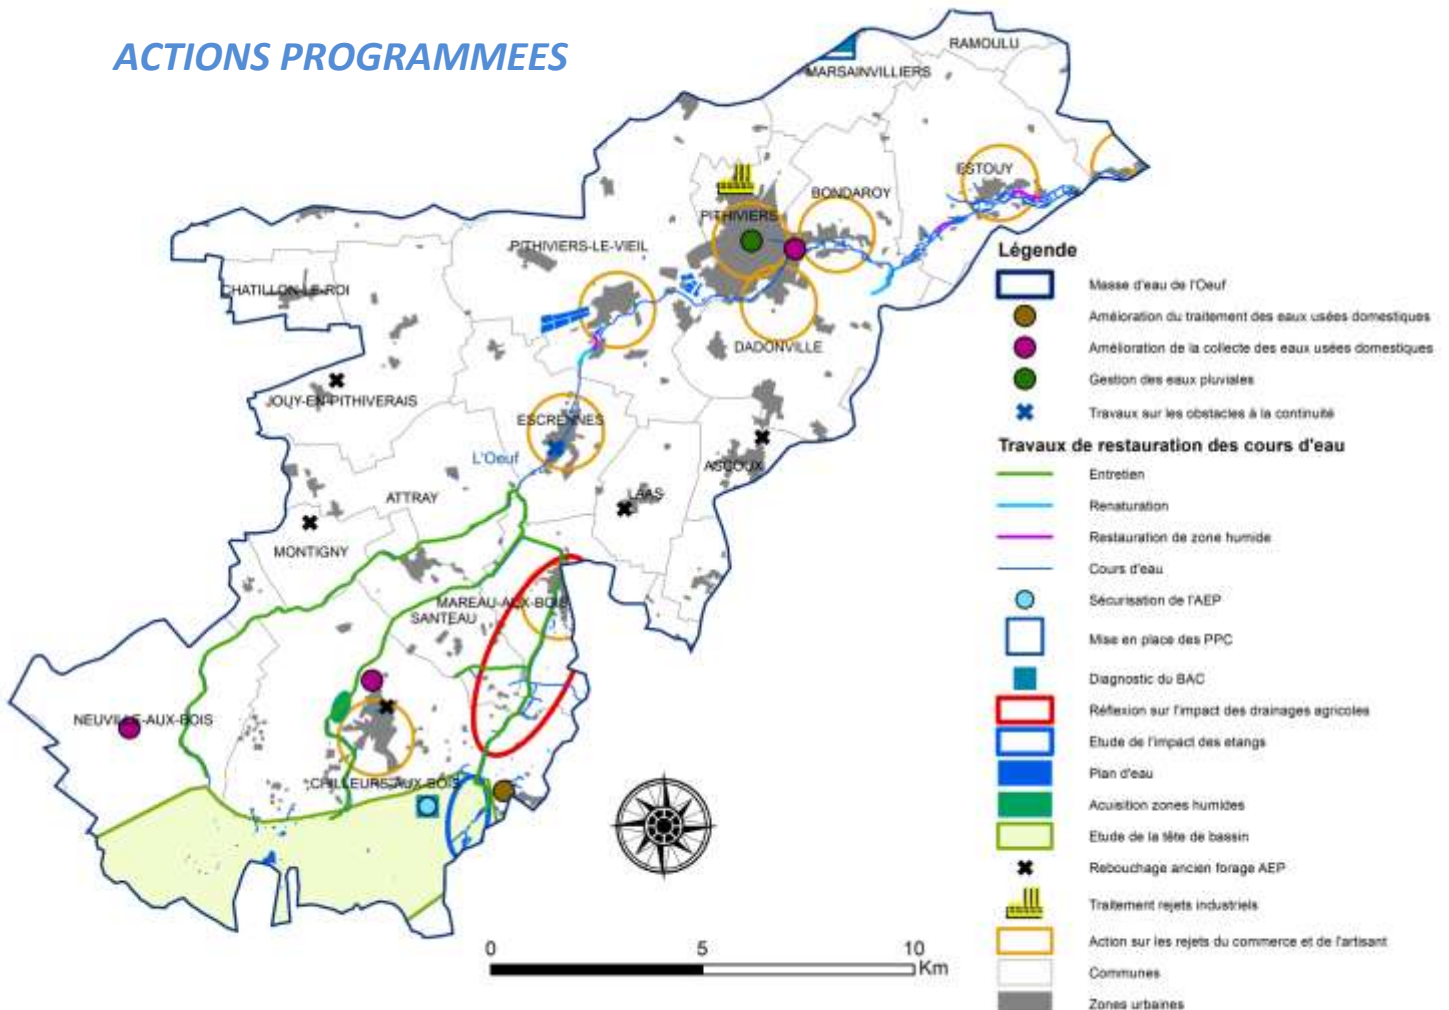 ACTIONS PROGRAMMEES
RAMOULU
MARSAINVILLIERS
ESTOUY
BONDAROY
PITHIVIERS
PITHIVIERS-LE-VIEIL
CHATILLON-LE-ROI
DADONVILLE
JOUY-EN-PITHIVERAIS
ESCRENNES
L'Oeuf
ASCOUX
LAAS
ATTRAY
MONTIGNY
MAREAU-AUX-BOIS
SANTEAU
NEUVILLE-AUX-BOIS
CHILLEURS-AUX-BOIS
0 5 10
Km
Légende
Masse d'eau de l'Oeuf
Amélioration du traitement des eaux usées domestiques
Amélioration de la collecte des eaux usées domestiques
Gestion des eaux pluviales
Travaux sur les obstacles à la continuité
Travaux de restauration des cours d'eau
Entretien
Renaturation
Restauration de zone humide
Cours d'eau
Sécurisation de l'AEP
Mise en place des PPC
Diagnostic du BAC
Réflexion sur l'impact des drainages agricoles
Etude de l'impact des etangs
Plan d'eau
Acuisition zones humides
Etude de la tête de bassin
Rebouchage ancien forage AEP
Traitement rejets industriels
Action sur les rejets du commerce et de l'artisant
Communes
Zones urbaines